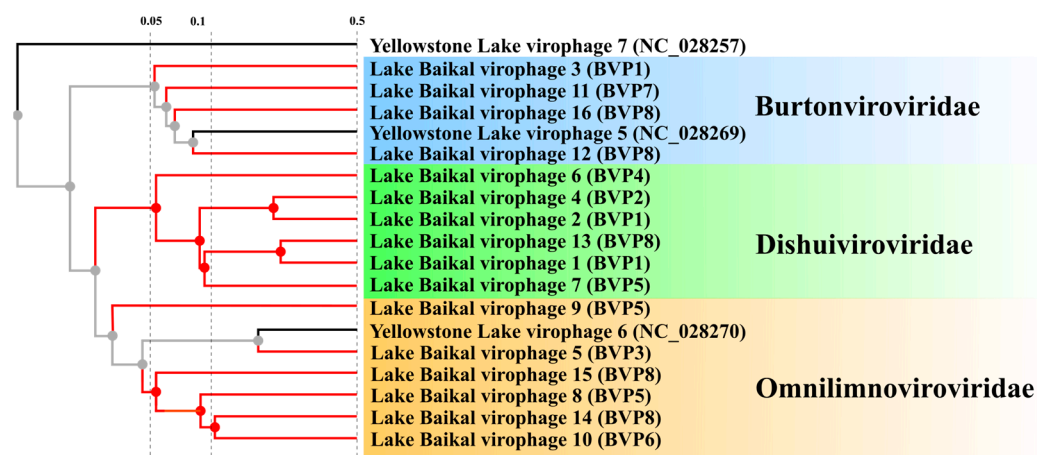 0.05 0.1 0.5
Yellowstone Lake virophage 7 (NC_028257)
Lake Baikal virophage 3 (BVP1)
Lake Baikal virophage 11 (BVP7)
Lake Baikal virophage 16 (BVP8)
Yellowstone Lake virophage 5 (NC_028269)
Lake Baikal virophage 12 (BVP8)
Burtonviroviridae
Lake Baikal virophage 6 (BVP4)
Lake Baikal virophage 4 (BVP2)
Lake Baikal virophage 2 (BVP1)
Lake Baikal virophage 13 (BVP8)
Lake Baikal virophage 1 (BVP1)
Lake Baikal virophage 7 (BVP5)
Dishuiviroviridae
Lake Baikal virophage 9 (BVP5)
Yellowstone Lake virophage 6 (NC_028270)
Lake Baikal virophage 5 (BVP3)
Lake Baikal virophage 15 (BVP8)
Lake Baikal virophage 8 (BVP5)
Lake Baikal virophage 14 (BVP8)
Lake Baikal virophage 10 (BVP6)
Omnilimnoviroviridae